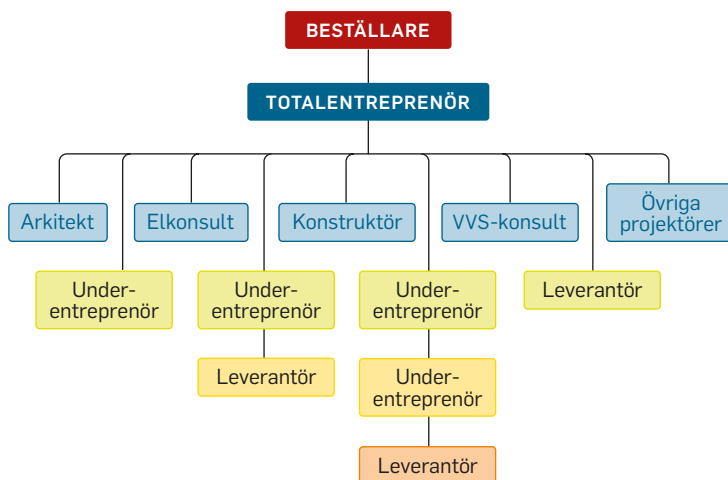 BESTÄLLARE
TOTALENTREPRENÖR
Arkitekt
Elkonsult
Konstruktör
VVS-konsult
Övriga
projektörer
Under-
entreprenör
Under-
entreprenör
Under-
entreprenör
Leverantör
Leverantör
Under-
entreprenör
Leverantör